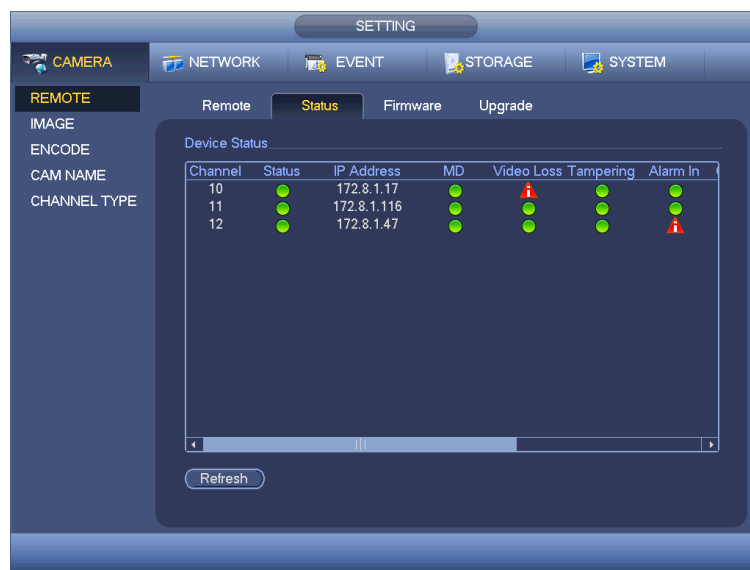 SETTING
CAMERA NETWORK EVENT STORAGE SYSTEM
REMOTE
IMAGE
ENCODE
CAM NAME
CHANNEL TYPE
Remote Status Firmware Upgrade
Device Status
Channel Status IP Address MD Video Loss Tampering Alarm In
10 172.8.1.17
11 172.8.1.116
12 172.8.1.47
Refresh